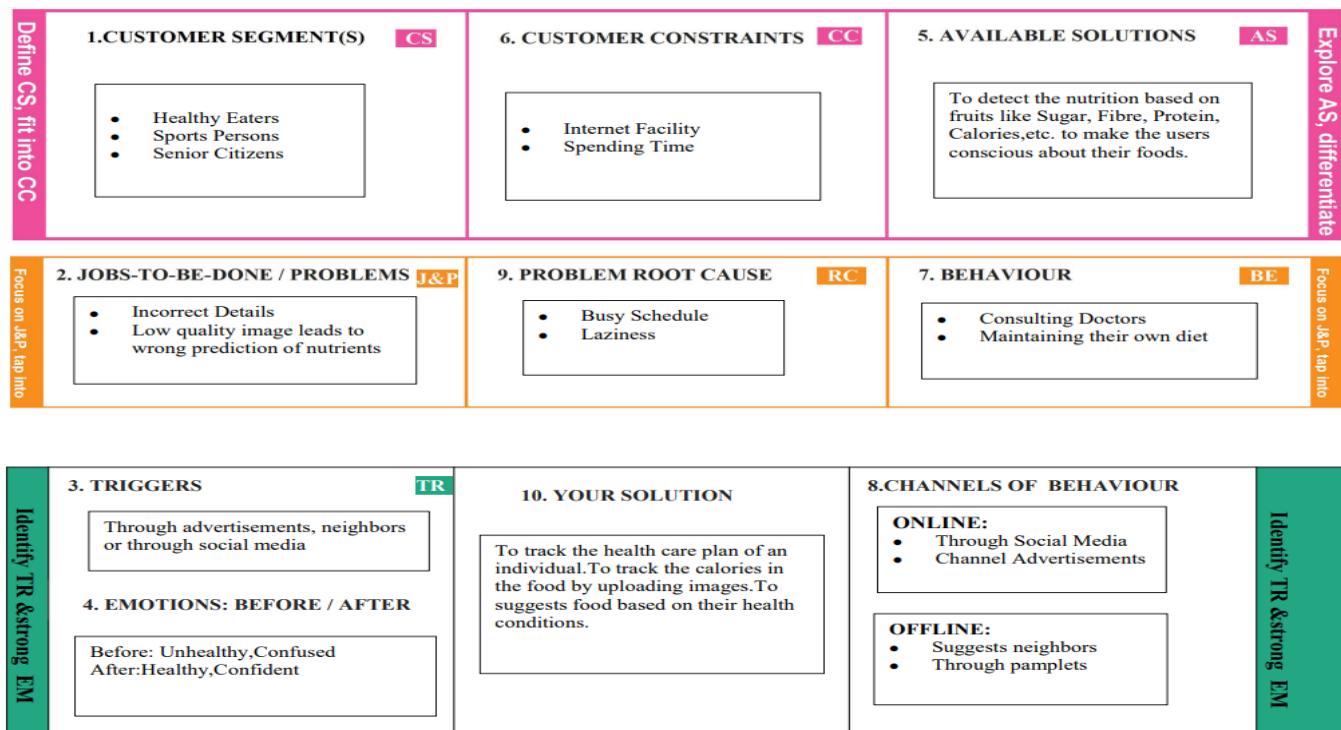 Define CS, fit into CC
1.CUSTOMER SEGMENT(S)
CS
• Healthy Eaters
• Sports Persons
• Senior Citizens
6. CUSTOMER CONSTRAINTS
CC
• Internet Facility
• Spending Time
5. AVAILABLE SOLUTIONS
AS
To detect the nutrition based on
fruits like Sugar, Fibre, Protein,
Calories,etc. to make the users
conscious about their foods.
Explore AS, differentiate
Focus on J&P, tap into
2. JOBS-TO-BE-DONE / PROBLEMS
J&P
• Incorrect Details
• Low quality image leads to
wrong prediction of nutrients
9. PROBLEM ROOT CAUSE
RC
• Busy Schedule
• Laziness
7. BEHAVIOUR
BE
• Consulting Doctors
• Maintaining their own diet
Focus on J&P, tap into
Identify TR &strong EM
3. TRIGGERS
TR
Through advertisements, neighbors
or through social media
4. EMOTIONS: BEFORE / AFTER
Before: Unhealthy,Confused
After:Healthy,Confident
10. YOUR SOLUTION
To track the health care plan of an
individual.To track the calories in
the food by uploading images.To
suggests food based on their health
conditions.
8.CHANNELS OF BEHAVIOUR
ONLINE:
• Through Social Media
• Channel Advertisements
OFFLINE:
• Suggests neighbors
• Through pamplets
Identify TR &strong EM